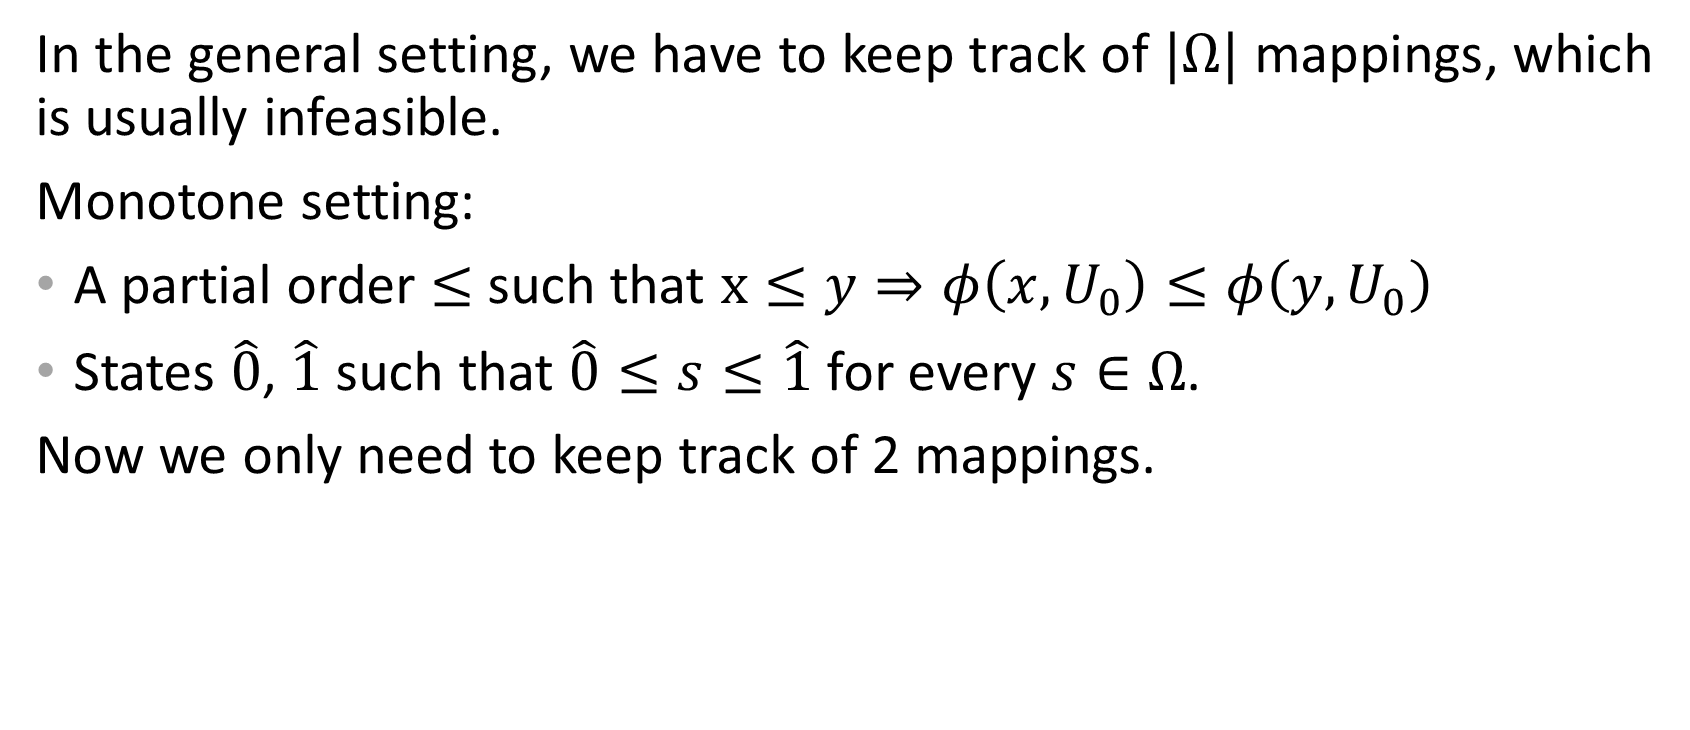 In the general setting, we have to keep track of |Ω| mappings, which
is usually infeasible.
Monotone setting:
• A partial order ≤ such that x ≤ y ⇒ ϕ(x, U₀) ≤ ϕ(y, U₀)
• States 0̂, 1̂ such that 0̂ ≤ s ≤ 1̂ for every s ∈ Ω.
Now we only need to keep track of 2 mappings.